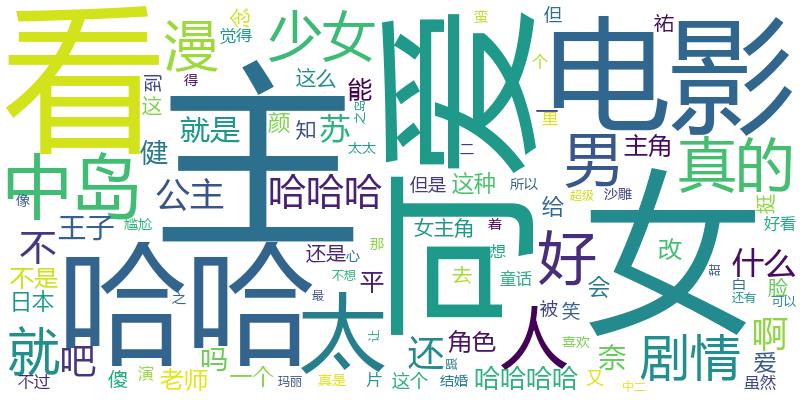 看
主
可爱
电影
女
哈哈
太
中岛
少女
漫
真的
男
剧情
好
人
就
还
哈哈哈
就是
公主
健
苏
颜
知
这么
能
觉得
到
这
得
主角
什么
啊
奈
不
王子
尴尬
不是
日本
还是
心
那
不想
平
吧
吗
傻
演
老师
一个
玛丽
真是
片
这个
结婚
角色
哈哈哈哈
又
中二
虽然
爱
脸
可以
还有
白
好看
挺
沙雕
超级
改
会
给
被
笑
喜欢
女主角
着
想
去
童话
但是
这种
所以
二
太太
个
里
但
祐
蛮
像
之
最
不过
让